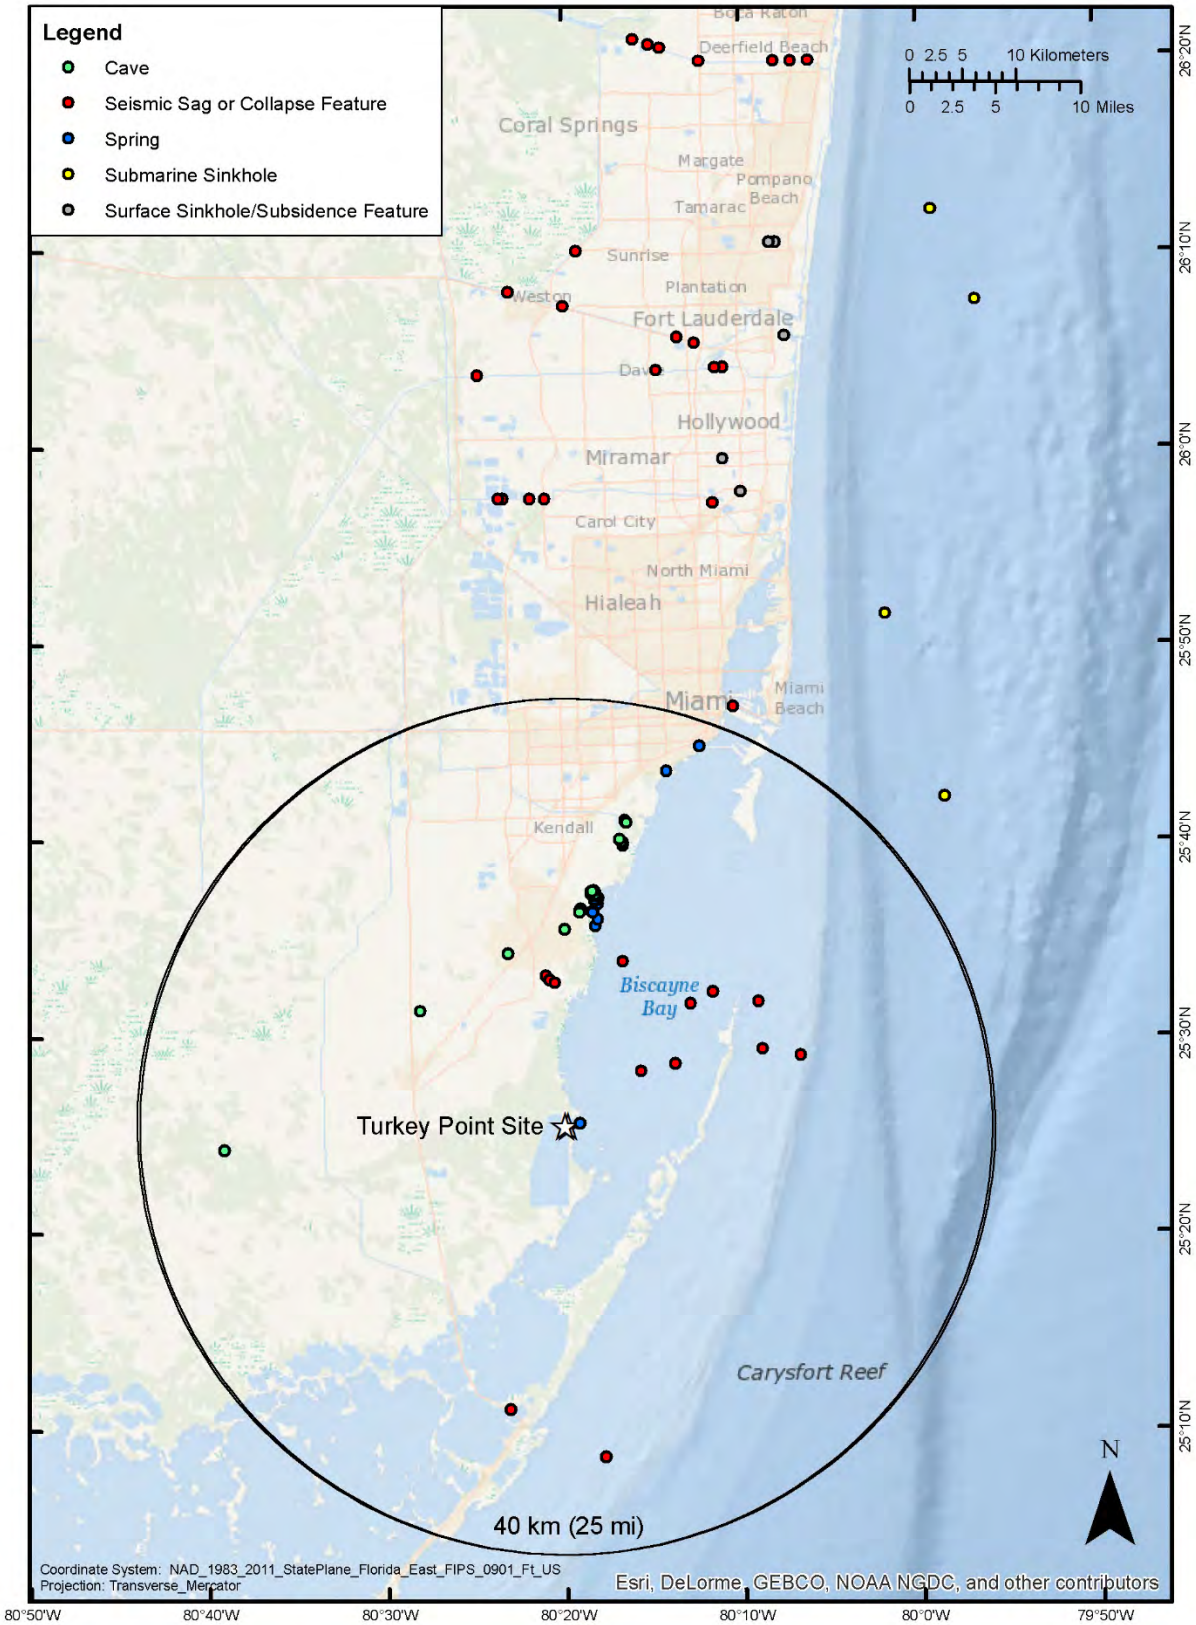 Legend
Cave
Seismic Sag or Collapse Feature
Spring
Submarine Sinkhole
Surface Sinkhole/Subsidence Feature
Boca Raton
Deerfield Beach
0 2.5 5 10 Kilometers
0 2.5 5 10 Miles
26°20'N
Coral Springs
Margate
Pompano
Beach
Tamarac
26°10'N
Sunrise
Plantation
Weston
Fort Lauderdale
Davie
Hollywood
26°0'N
Miramar
Carol City
North Miami
Hialeah
25°50'N
Miami
Miami
Beach
Kendall
25°40'N
Biscayne
Bay
25°30'N
Turkey Point Site
25°20'N
Carysfort Reef
25°10'N
N
40 km (25 mi)
Coordinate System: NAD_1983_2011_StatePlane_Florida_East_FIPS_0901_Ft_US
Projection: Transverse_Mercator
Esri, DeLorme, GEBCO, NOAA NGDC, and other contributors
80°50'W 80°40'W 80°30'W 80°20'W 80°10'W 80°0'W 79°50'W